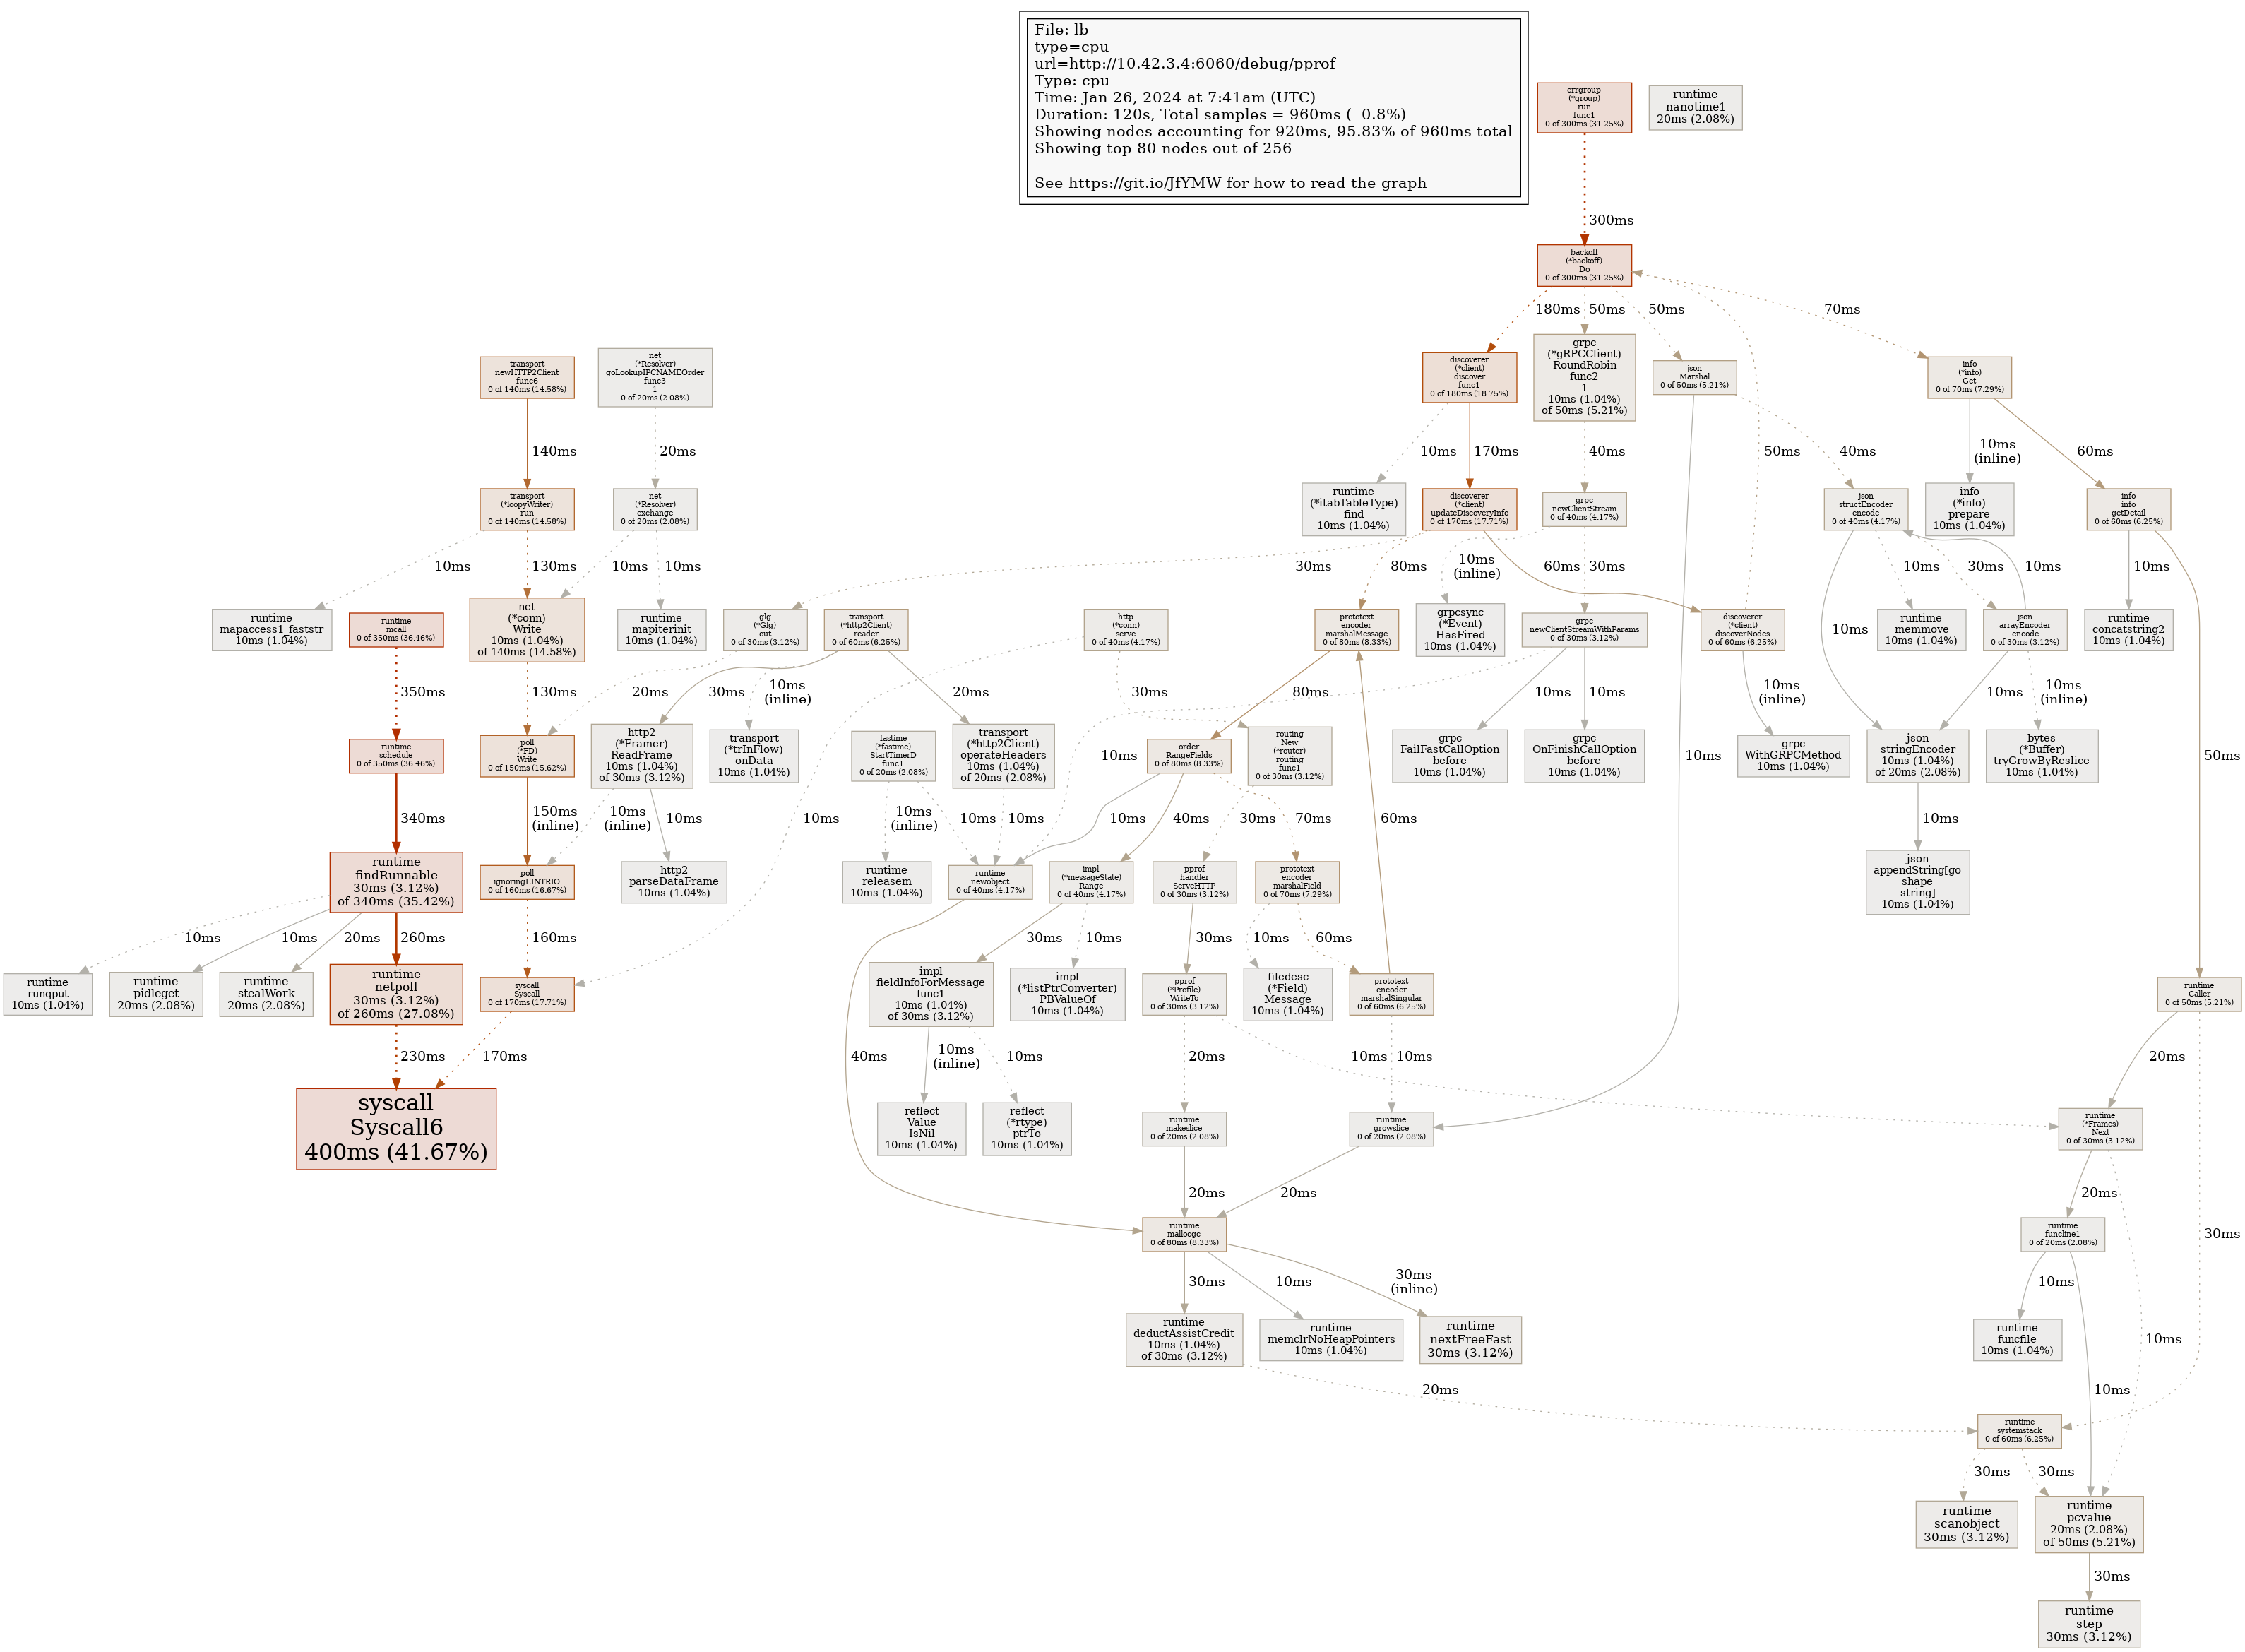 File: lb
type=cpu
url=http://10.42.3.4:6060/debug/pprof
Type: cpu
Time: Jan 26, 2024 at 7:41am (UTC)
Duration: 120s, Total samples = 960ms ( 0.8%)
Showing nodes accounting for 920ms, 95.83% of 960ms total
Showing top 80 nodes out of 256
See https://git.io/JfYMW for how to read the graph
errgroup
(*group)
run
func1
0 of 300ms (31.25%)
runtime
nanotime1
20ms (2.08%)
300ms
backoff
(*backoff)
Do
0 of 300ms (31.25%)
180ms
50ms
50ms
70ms
transport
newHTTP2Client
func6
0 of 140ms (14.58%)
net
(*Resolver)
goLookupIPCNAMEOrder
func3
1
0 of 20ms (2.08%)
discoverer
(*client)
discover
func1
0 of 180ms (18.75%)
grpc
(*gRPCClient)
RoundRobin
func2
1
10ms (1.04%)
of 50ms (5.21%)
json
Marshal
0 of 50ms (5.21%)
info
(*info)
Get
0 of 70ms (7.29%)
140ms
20ms
10ms
170ms
40ms
50ms
40ms
10ms
(inline)
60ms
transport
(*loopyWriter)
run
0 of 140ms (14.58%)
net
(*Resolver)
exchange
0 of 20ms (2.08%)
runtime
(*itabTableType)
find
10ms (1.04%)
discoverer
(*client)
updateDiscoveryInfo
0 of 170ms (17.71%)
grpc
newClientStream
0 of 40ms (4.17%)
json
structEncoder
encode
0 of 40ms (4.17%)
info
(*info)
prepare
10ms (1.04%)
info
info
getDetail
0 of 60ms (6.25%)
10ms
130ms
10ms
10ms
30ms
80ms
10ms
(inline)
60ms
30ms
10ms
30ms
10ms
10ms
runtime
mapaccess1_faststr
10ms (1.04%)
runtime
mcall
0 of 350ms (36.46%)
net
(*conn)
Write
10ms (1.04%)
of 140ms (14.58%)
runtime
mapiterinit
10ms (1.04%)
glg
(*Glg)
out
0 of 30ms (3.12%)
transport
(*http2Client)
reader
0 of 60ms (6.25%)
http
(*conn)
serve
0 of 40ms (4.17%)
prototext
encoder
marshalMessage
0 of 80ms (8.33%)
grpcsync
(*Event)
HasFired
10ms (1.04%)
grpc
newClientStreamWithParams
0 of 30ms (3.12%)
discoverer
(*client)
discoverNodes
0 of 60ms (6.25%)
10ms
runtime
memmove
10ms (1.04%)
json
arrayEncoder
encode
0 of 30ms (3.12%)
runtime
concatstring2
10ms (1.04%)
350ms
130ms
20ms
30ms
10ms
(inline)
20ms
30ms
80ms
10ms
10ms
10ms
(inline)
10ms
10ms
(inline)
runtime
schedule
0 of 350ms (36.46%)
poll
(*FD)
Write
0 of 150ms (15.62%)
http2
(*Framer)
ReadFrame
10ms (1.04%)
of 30ms (3.12%)
transport
(*trInFlow)
onData
10ms (1.04%)
fastime
(*fastime)
StartTimerD
func1
0 of 20ms (2.08%)
transport
(*http2Client)
operateHeaders
10ms (1.04%)
of 20ms (2.08%)
10ms
order
RangeFields
0 of 80ms (8.33%)
routing
New
(*router)
routing
func1
0 of 30ms (3.12%)
grpc
FailFastCallOption
before
10ms (1.04%)
grpc
OnFinishCallOption
before
10ms (1.04%)
10ms
grpc
WithGRPCMethod
10ms (1.04%)
json
stringEncoder
10ms (1.04%)
of 20ms (2.08%)
bytes
(*Buffer)
tryGrowByReslice
10ms (1.04%)
50ms
340ms
150ms
(inline)
10ms
(inline)
10ms
10ms
10ms
(inline)
10ms
10ms
10ms
40ms
30ms
70ms
60ms
10ms
runtime
findRunnable
30ms (3.12%)
of 340ms (35.42%)
poll
ignoringEINTRIO
0 of 160ms (16.67%)
http2
parseDataFrame
10ms (1.04%)
runtime
releasem
10ms (1.04%)
runtime
newobject
0 of 40ms (4.17%)
impl
(*messageState)
Range
0 of 40ms (4.17%)
pprof
handler
ServeHTTP
0 of 30ms (3.12%)
prototext
encoder
marshalField
0 of 70ms (7.29%)
json
appendString[go
shape
string]
10ms (1.04%)
10ms
10ms
20ms
260ms
160ms
30ms
10ms
30ms
10ms
60ms
runtime
runqput
10ms (1.04%)
runtime
pidleget
20ms (2.08%)
runtime
stealWork
20ms (2.08%)
runtime
netpoll
30ms (3.12%)
of 260ms (27.08%)
syscall
Syscall
0 of 170ms (17.71%)
impl
fieldInfoForMessage
func1
10ms (1.04%)
of 30ms (3.12%)
impl
(*listPtrConverter)
PBValueOf
10ms (1.04%)
pprof
(*Profile)
WriteTo
0 of 30ms (3.12%)
filedesc
(*Field)
Message
10ms (1.04%)
prototext
encoder
marshalSingular
0 of 60ms (6.25%)
runtime
Caller
0 of 50ms (5.21%)
230ms
170ms
40ms
10ms
(inline)
10ms
20ms
10ms
10ms
20ms
syscall
Syscall6
400ms (41.67%)
reflect
Value
IsNil
10ms (1.04%)
reflect
(*rtype)
ptrTo
10ms (1.04%)
runtime
makeslice
0 of 20ms (2.08%)
runtime
growslice
0 of 20ms (2.08%)
runtime
(*Frames)
Next
0 of 30ms (3.12%)
20ms
20ms
20ms
runtime
mallocgc
0 of 80ms (8.33%)
runtime
funcline1
0 of 20ms (2.08%)
30ms
30ms
10ms
30ms
(inline)
10ms
10ms
runtime
deductAssistCredit
10ms (1.04%)
of 30ms (3.12%)
runtime
memclrNoHeapPointers
10ms (1.04%)
runtime
nextFreeFast
30ms (3.12%)
runtime
funcfile
10ms (1.04%)
20ms
10ms
runtime
systemstack
0 of 60ms (6.25%)
30ms
30ms
runtime
scanobject
30ms (3.12%)
runtime
pcvalue
20ms (2.08%)
of 50ms (5.21%)
30ms
runtime
step
30ms (3.12%)